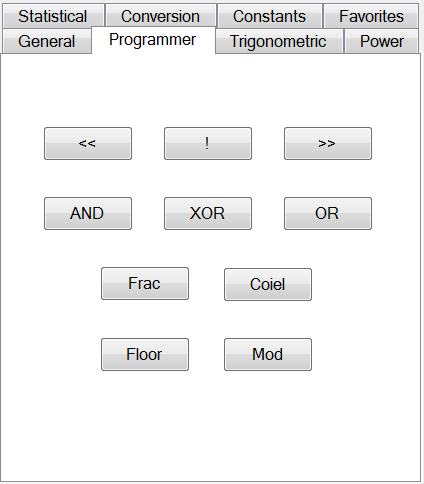 Statistical Conversion Constants Favorites
General Programmer Trigonometric Power
<< ! >>
AND XOR OR
Frac Coiel
Floor Mod